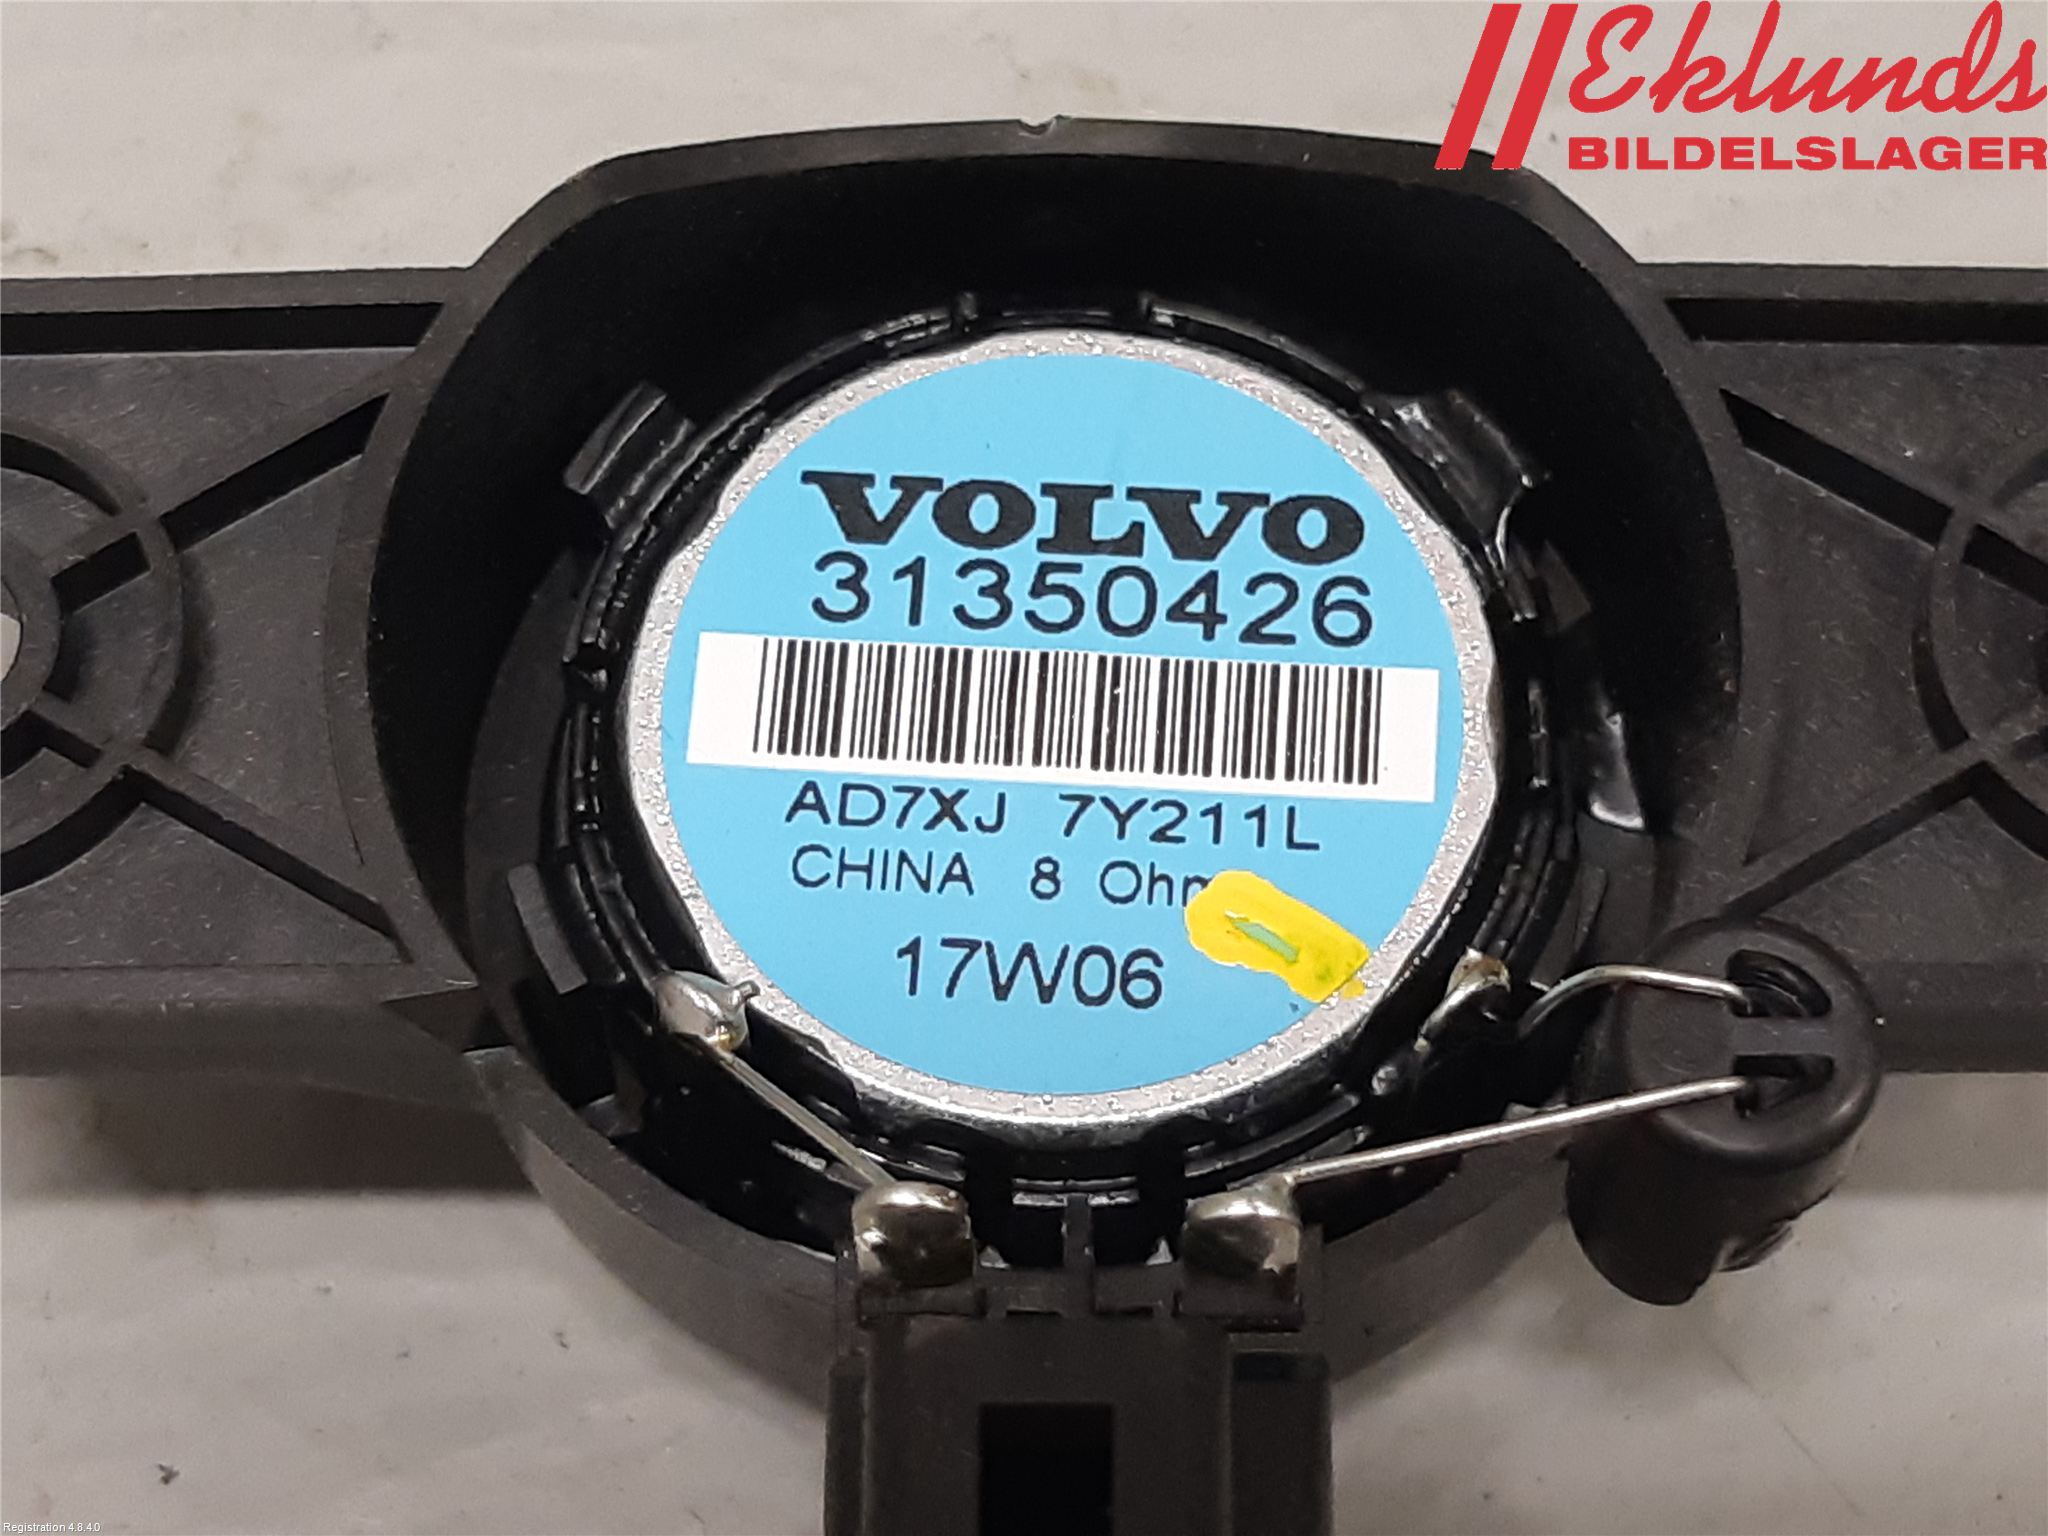 Eklunds
BILDELSLAGER
VOLVO
31350426
AD7XJ 7Y211L
CHINA 8 Ohm
17W06
Registration 4.8.4.0